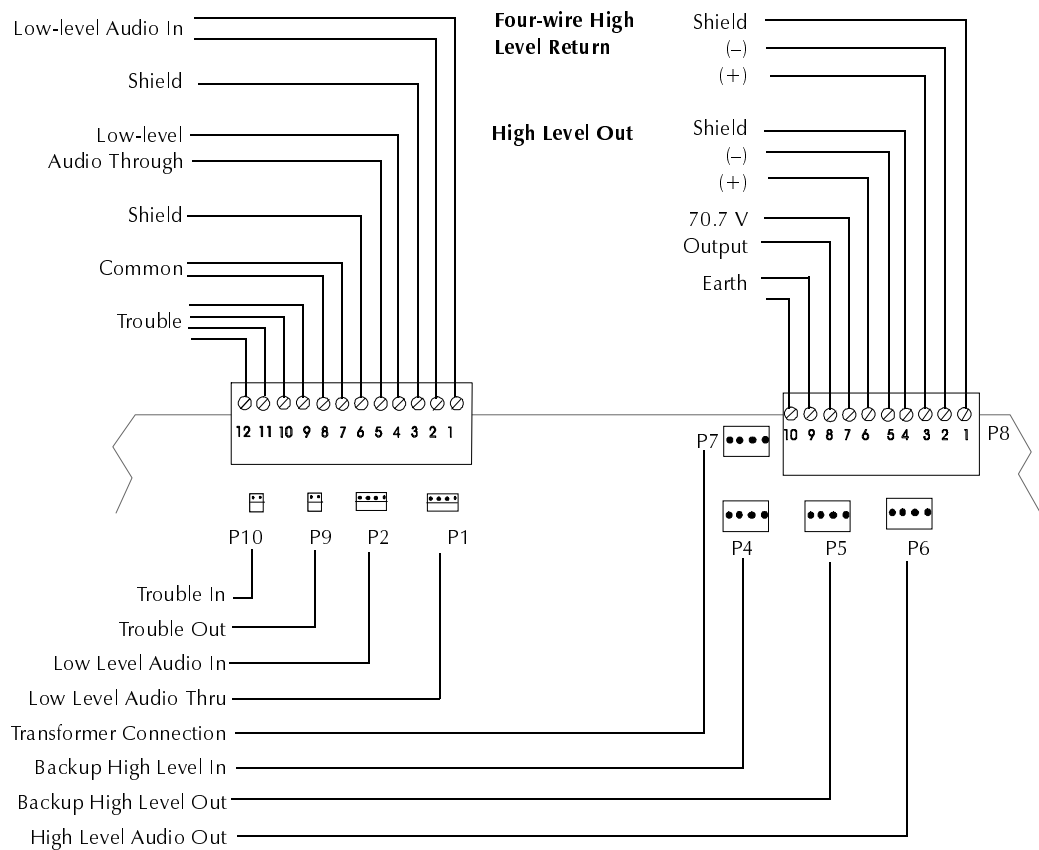 Low-level Audio In
Shield
Low-level
Audio Through
Shield
Common
Trouble
Four-wire High
Level Return
Shield
(–)
(+)
High Level Out
Shield
(–)
(+)
70.7 V
Output
Earth
12 11 10 9 8 7 6 5 4 3 2 1
10 9 8 7 6 5 4 3 2 1
P8
P7
P10 P9 P2 P1
P4 P5 P6
Trouble In
Trouble Out
Low Level Audio In
Low Level Audio Thru
Transformer Connection
Backup High Level In
Backup High Level Out
High Level Audio Out